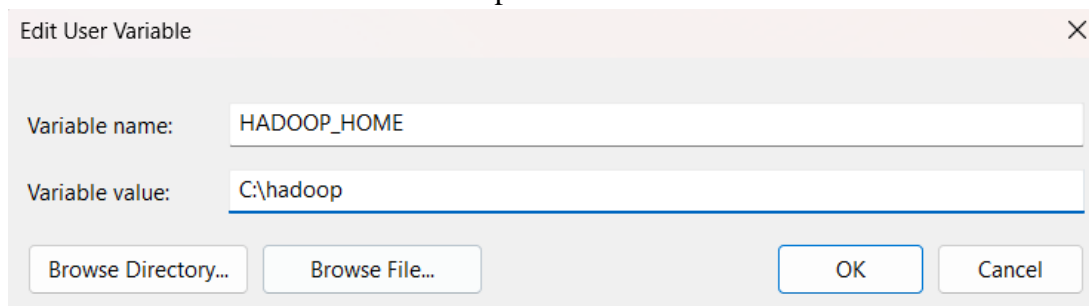 Edit User Variable
Variable name: HADOOP_HOME
Variable value: C:\hadoop
Browse Directory... Browse File... OK Cancel